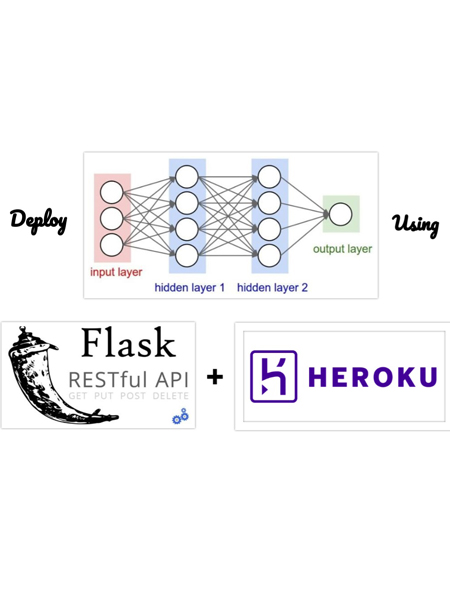 Deploy
input layer
hidden layer 1
hidden layer 2
output layer
Using
Flask
RESTful API
GET PUT POST DELETE
+
HEROKU